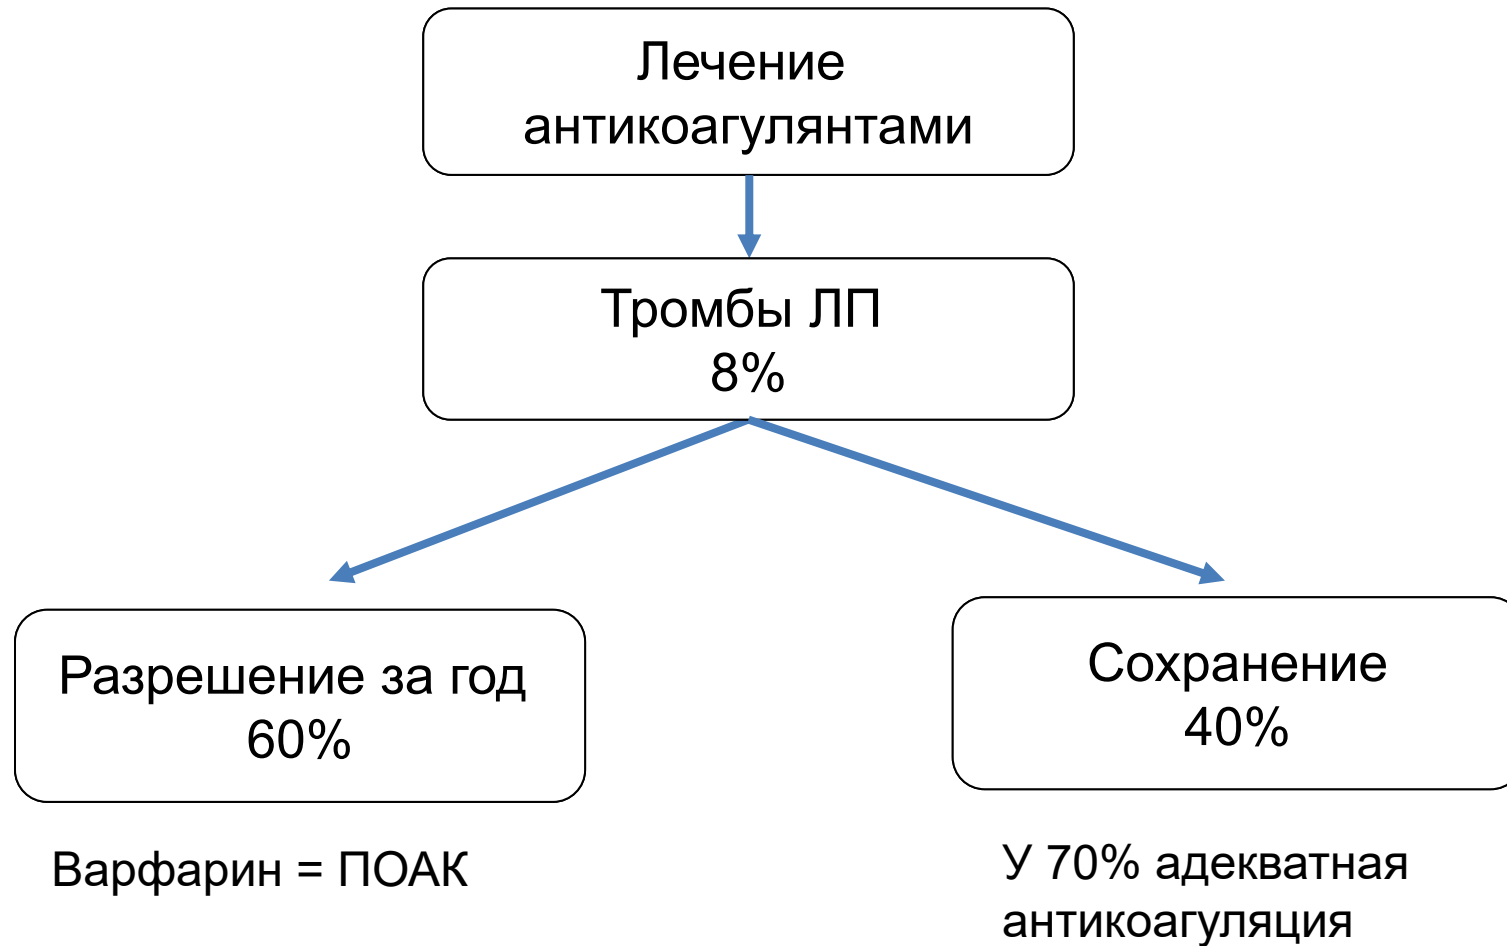 Лечение
антикоагулянтами
Тромбы ЛП
8%
Разрешение за год
60%
Сохранение
40%
Варфарин = ПОАК
У 70% адекватная
антикоагуляция